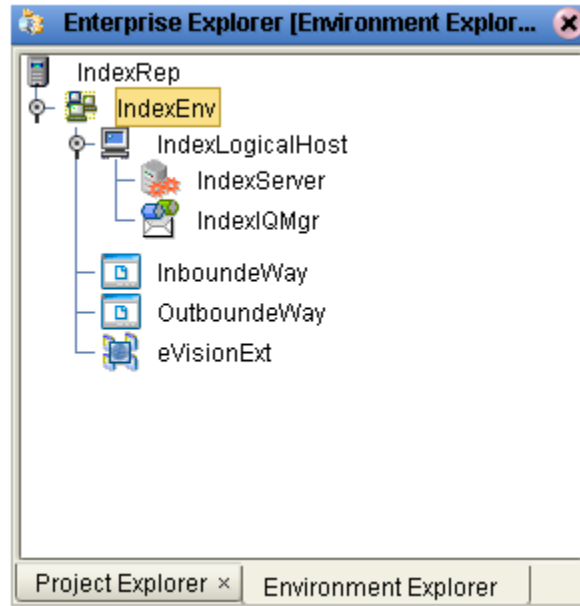 Enterprise Explorer [Environment Explor...
IndexRep
IndexEnv
IndexLogicalHost
IndexServer
IndexIQMgr
InboundeWay
OutboundeWay
eVisionExt
Project Explorer × Environment Explorer